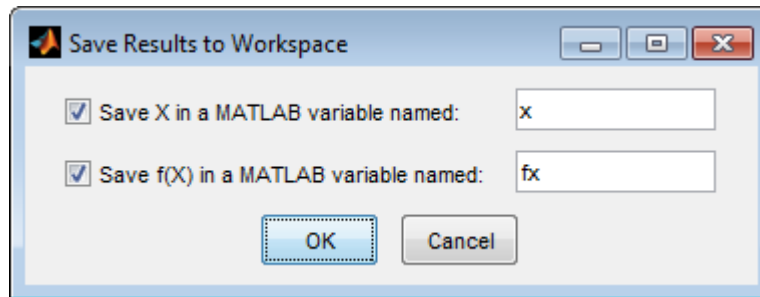 Save Results to Workspace
Save X in a MATLAB variable named: x
Save f(X) in a MATLAB variable named: fx
OK Cancel